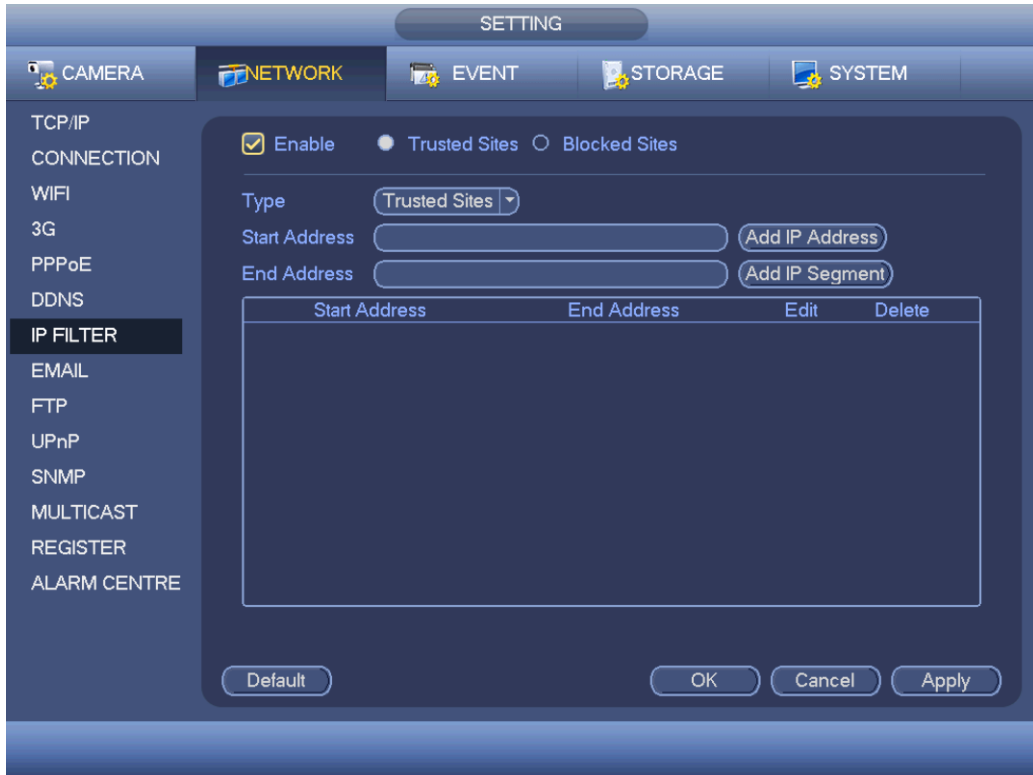 SETTING
CAMERA NETWORK EVENT STORAGE SYSTEM
TCP/IP
CONNECTION
WIFI
3G
PPPoE
DDNS
IP FILTER
EMAIL
FTP
UPnP
SNMP
MULTICAST
REGISTER
ALARM CENTRE
Enable Trusted Sites Blocked Sites
Type Trusted Sites
Start Address Add IP Address
End Address Add IP Segment
Start Address End Address Edit Delete
Default OK Cancel Apply